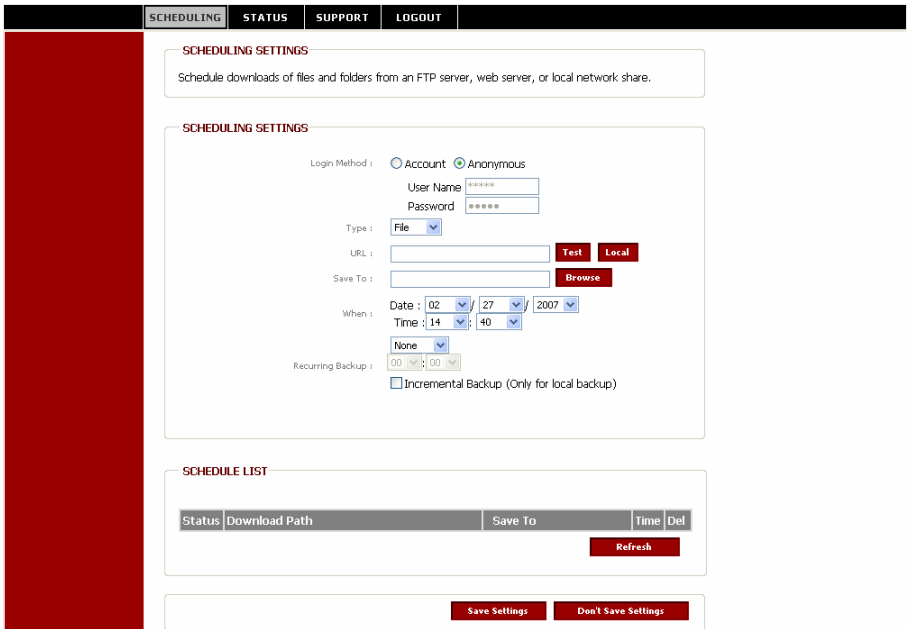 SCHEDULING STATUS SUPPORT LOGOUT
SCHEDULING SETTINGS
Schedule downloads of files and folders from an FTP server, web server, or local network share.
SCHEDULING SETTINGS
Login Method : Account Anonymous
User Name *****
Password ●●●●●
Type : File
URL : Test Local
Save To : Browse
When : Date : 02 / 27 / 2007
Time : 14 : 40
None
Recurring Backup : 00 : 00
Incremental Backup (Only for local backup)
SCHEDULE LIST
Status Download Path Save To Time Del
Refresh
Save Settings Don't Save Settings